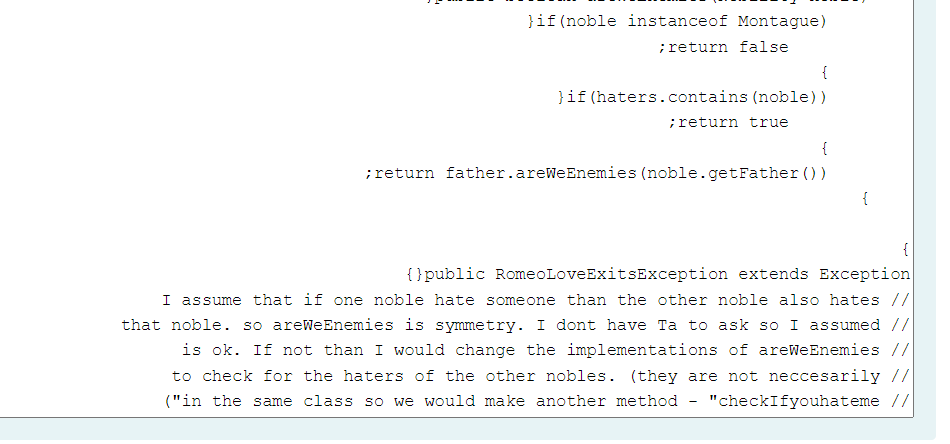 }if(noble instanceof Montague)
;return false
{
}if(haters.contains(noble))
;return true
{
;return father.areWeEnemies(noble.getFather())
{
{
{}public RomeoLoveExitsException extends Exception
I assume that if one noble hate someone than the other noble also hates //
that noble. so areWeEnemies is symmetry. I dont have Ta to ask so I assumed //
is ok. If not than I would change the implementations of areWeEnemies //
to check for the haters of the other nobles. (they are not neccesarily //
("in the same class so we would make another method - "checkIfyouhateme //